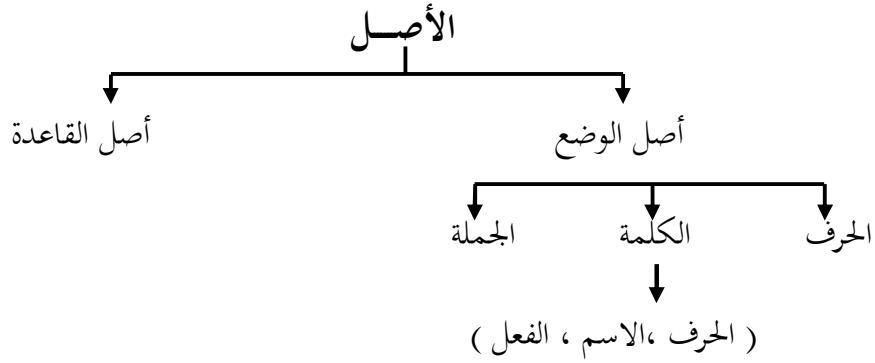 الأصـــل
أصل الوضع أصل القاعدة
الحرف الكلمة الجملة
( الحرف ،الاسم ، الفعل )